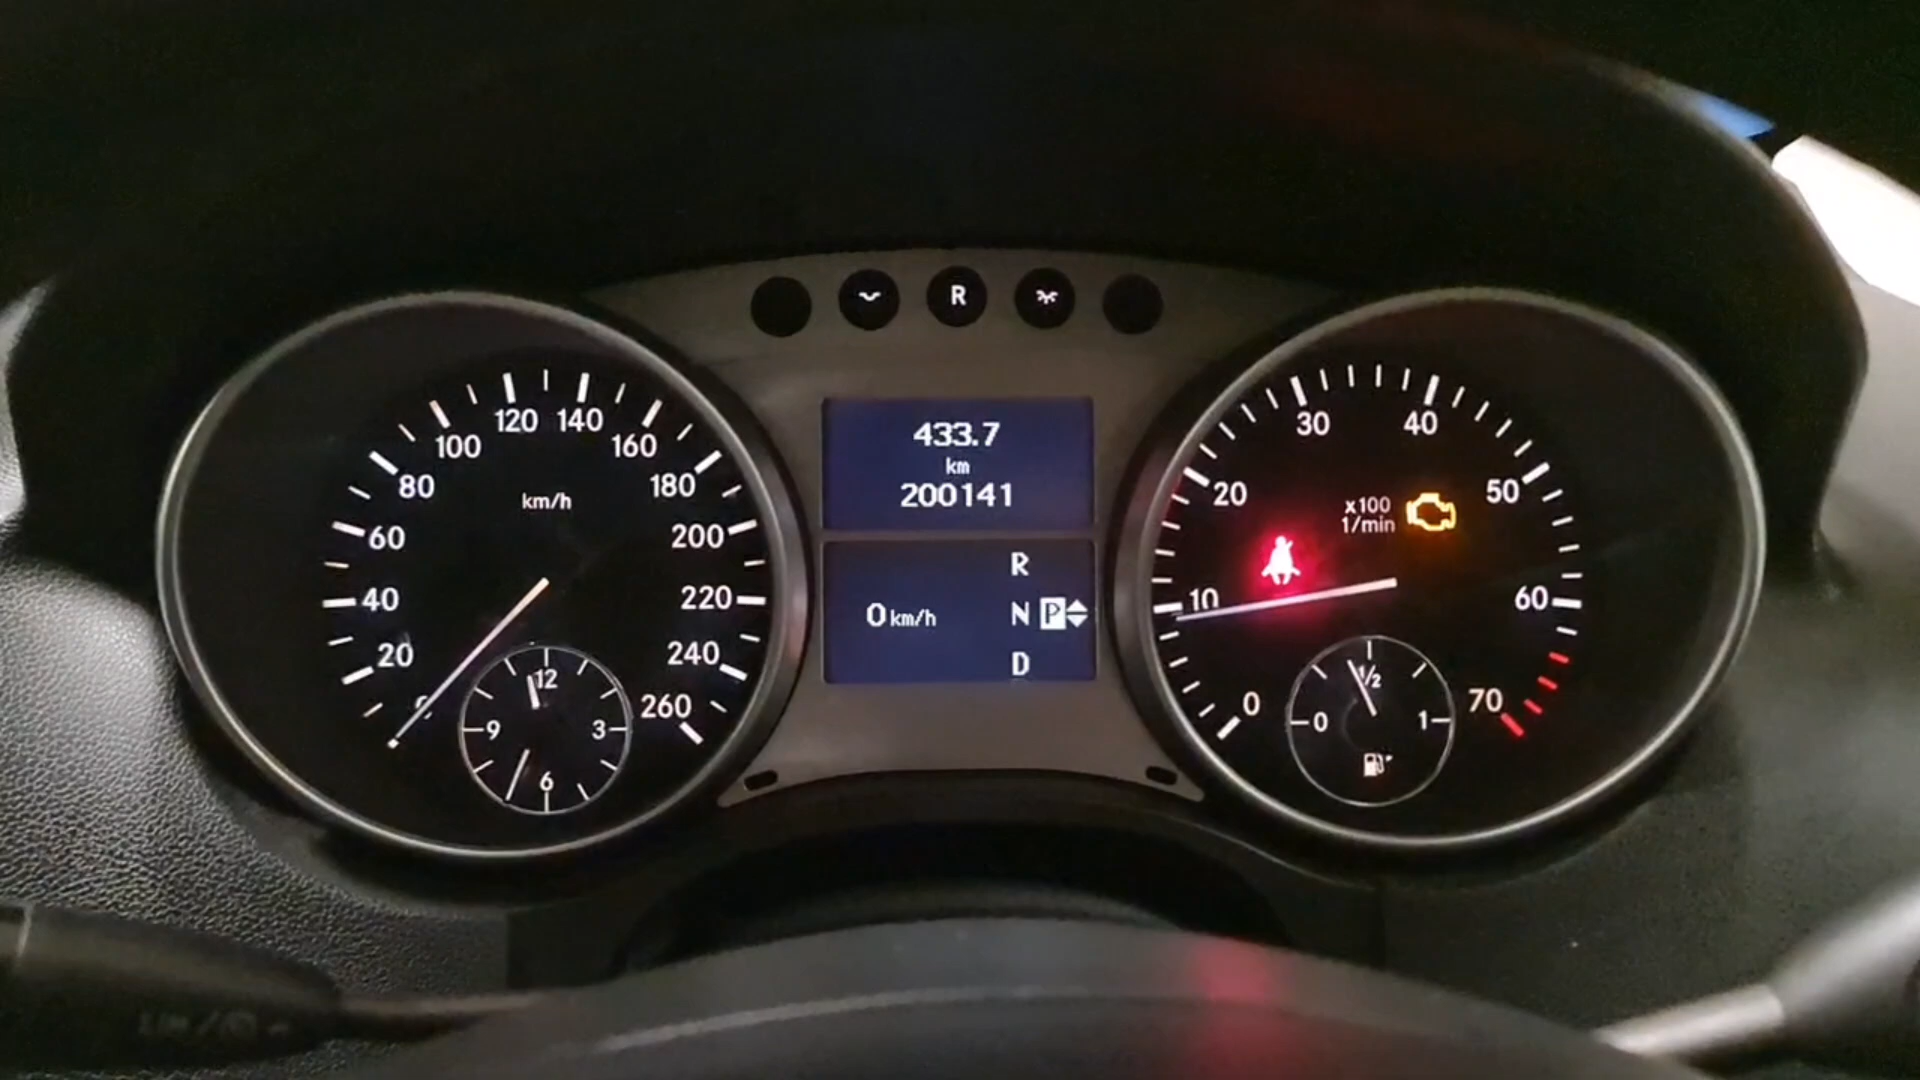 R
120 140
100 160
80 180
km/h
60 200
40 220
20 240
0 260
12
9 3
6
433.7
km
200141
R
0 km/h N P
D
30 40
20 50
x100
1/min
10 60
0 70
1/2
0 1